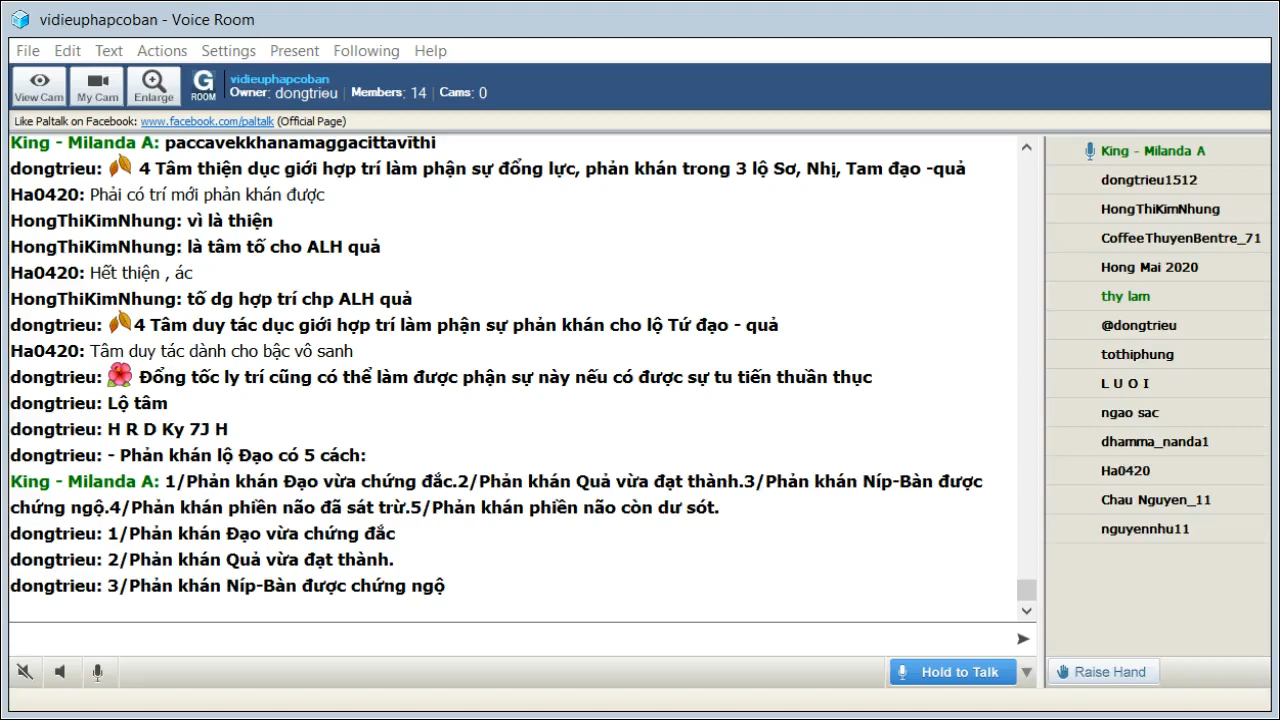 vidieuphapcoban - Voice Room
File Edit Text Actions Settings Present Following Help
View Cam My Cam Enlarge G ROOM vidieuphapcoban
Owner: dongtrieu | Members: 14 | Cams: 0
Like Paltalk on Facebook: www.facebook.com/paltalk (Official Page)
King - Milanda A: paccavekkhanamaggacittavīthi
dongtrieu: 4 Tâm thiện dục giới hợp trí làm phận sự đổng lực, phản khán trong 3 lộ Sơ, Nhị, Tam đạo -quả
Ha0420: Phải có trí mới phản khán được
HongThiKimNhung: vì là thiện
HongThiKimNhung: là tâm tố cho ALH quả
Ha0420: Hết thiện , ác
HongThiKimNhung: tố dg hợp trí chp ALH quả
dongtrieu: 4 Tâm duy tác dục giới hợp trí làm phận sự phản khán cho lộ Tứ đạo - quả
Ha0420: Tâm duy tác dành cho bậc vô sanh
dongtrieu: Đổng tốc ly trí cũng có thể làm được phận sự này nếu có được sự tu tiến thuần thục
dongtrieu: Lộ tâm
dongtrieu: H R D Ky 7J H
dongtrieu: - Phản khán lộ Đạo có 5 cách:
King - Milanda A: 1/Phản khán Đạo vừa chứng đắc.2/Phản khán Quả vừa đạt thành.3/Phản khán Níp-Bàn được
chứng ngộ.4/Phản khán phiền não đã sát trừ.5/Phản khán phiền não còn dư sót.
dongtrieu: 1/Phản khán Đạo vừa chứng đắc
dongtrieu: 2/Phản khán Quả vừa đạt thành.
dongtrieu: 3/Phản khán Níp-Bàn được chứng ngộ
King - Milanda A
dongtrieu1512
HongThiKimNhung
CoffeeThuyenBentre_71
Hong Mai 2020
thy lam
@dongtrieu
tothiphung
L U O I
ngao sac
dhamma_nanda1
Ha0420
Chau Nguyen_11
nguyennhu11
Hold to Talk
Raise Hand